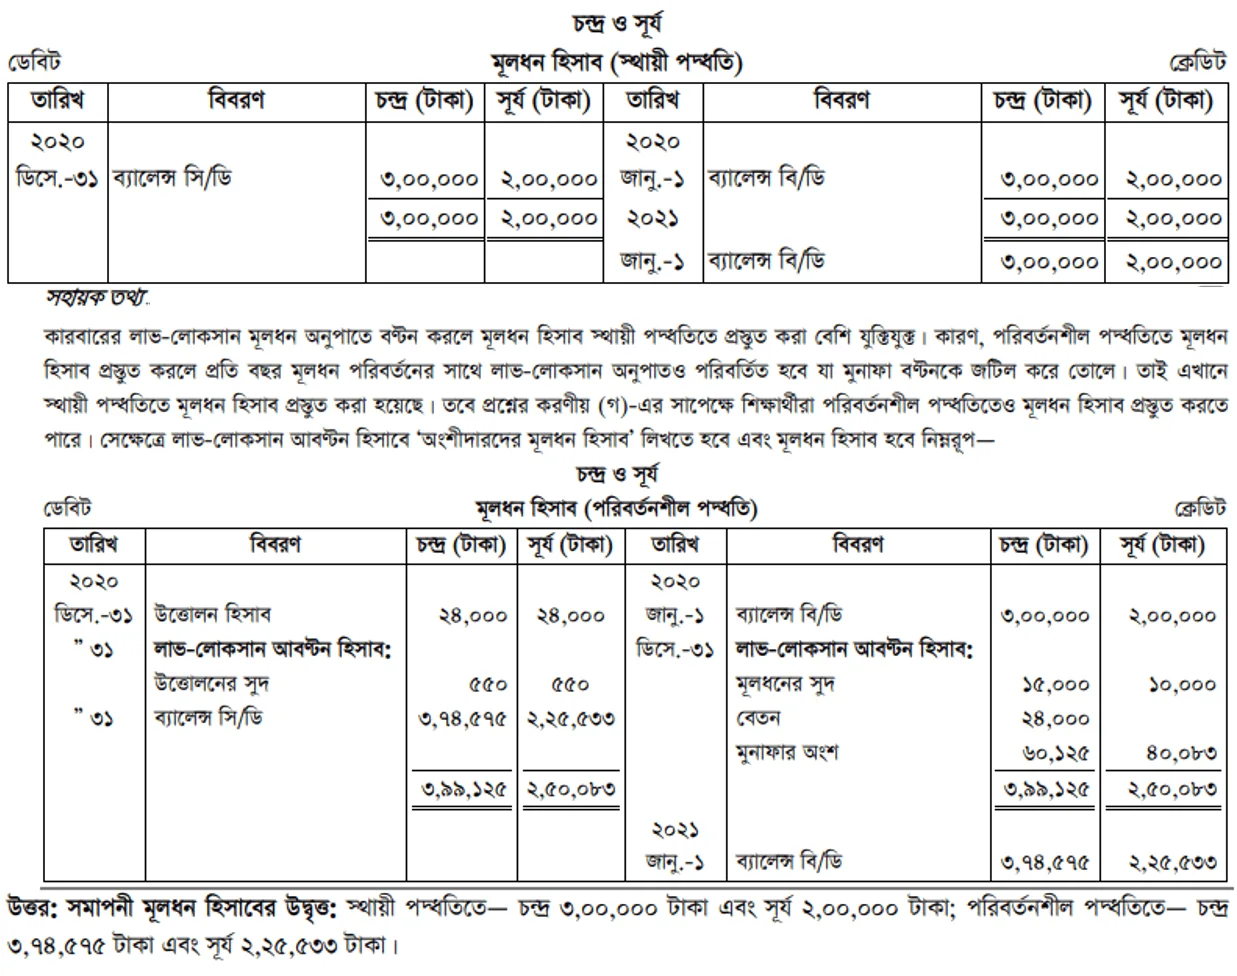 চন্দ্র ও সূর্য
ডেবিট মূলধন হিসাব (স্থায়ী পদ্ধতি) ক্রেডিট
তারিখ বিবরণ চন্দ্র (টাকা) সূর্য (টাকা) তারিখ বিবরণ চন্দ্র (টাকা) সূর্য (টাকা)
২০২০ ২০২০
ডিসে.-৩১ ব্যালেন্স সি/ডি ৩,০০,০০০ ২,০০,০০০ জানু.-১ ব্যালেন্স বি/ডি ৩,০০,০০০ ২,০০,০০০
৩,০০,০০০ ২,০০,০০০ ২০২১ ৩,০০,০০০ ২,০০,০০০
জানু.-১ ব্যালেন্স বি/ডি ৩,০০,০০০ ২,০০,০০০
সহায়ক তথ্য..
কারবারের লাভ-লোকসান মূলধন অনুপাতে বণ্টন করলে মূলধন হিসাব স্থায়ী পদ্ধতিতে প্রস্তুত করা বেশি যুক্তিযুক্ত। কারণ, পরিবর্তনশীল পদ্ধতিতে মূলধন
হিসাব প্রস্তুত করলে প্রতি বছর মূলধন পরিবর্তনের সাথে লাভ-লোকসান অনুপাতও পরিবর্তিত হবে যা মুনাফা বণ্টনকে জটিল করে তোলে। তাই এখানে
স্থায়ী পদ্ধতিতে মূলধন হিসাব প্রস্তুত করা হয়েছে। তবে প্রশ্নের করণীয় (গ)-এর সাপেক্ষে শিক্ষার্থীরা পরিবর্তনশীল পদ্ধতিতেও মূলধন হিসাব প্রস্তুত করতে
পারে। সেক্ষেত্রে লাভ-লোকসান আবণ্টন হিসাবে ‘অংশীদারদের মূলধন হিসাব’ লিখতে হবে এবং মূলধন হিসাব হবে নিম্নরূপ—
চন্দ্র ও সূর্য
ডেবিট মূলধন হিসাব (পরিবর্তনশীল পদ্ধতি) ক্রেডিট
তারিখ বিবরণ চন্দ্র (টাকা) সূর্য (টাকা) তারিখ বিবরণ চন্দ্র (টাকা) সূর্য (টাকা)
২০২০ ২০২০
ডিসে.-৩১ উত্তোলন হিসাব ২৪,০০০ ২৪,০০০ জানু.-১ ব্যালেন্স বি/ডি ৩,০০,০০০ ২,০০,০০০
” ৩১ লাভ-লোকসান আবণ্টন হিসাব: ডিসে.-৩১ লাভ-লোকসান আবণ্টন হিসাব:
উত্তোলনের সুদ ৫৫০ ৫৫০ মূলধনের সুদ ১৫,০০০ ১০,০০০
” ৩১ ব্যালেন্স সি/ডি ৩,৭৪,৫৭৫ ২,২৫,৫৩৩ বেতন ২৪,০০০
মুনাফার অংশ ৬০,১২৫ ৪০,০৮৩
৩,৯৯,১২৫ ২,৫০,০৮৩ ৩,৯৯,১২৫ ২,৫০,০৮৩
২০২১
জানু.-১ ব্যালেন্স বি/ডি ৩,৭৪,৫৭৫ ২,২৫,৫৩৩
উত্তর: সমাপনী মূলধন হিসাবের উদ্বৃত্ত: স্থায়ী পদ্ধতিতে— চন্দ্র ৩,০০,০০০ টাকা এবং সূর্য ২,০০,০০০ টাকা; পরিবর্তনশীল পদ্ধতিতে— চন্দ্র
৩,৭৪,৫৭৫ টাকা এবং সূর্য ২,২৫,৫৩৩ টাকা।